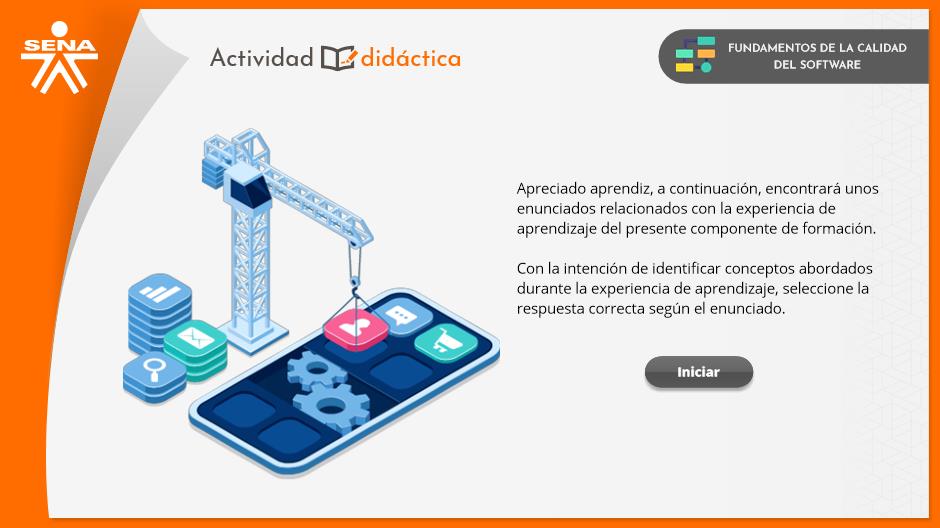 SENA
Actividad didáctica
FUNDAMENTOS DE LA CALIDAD
DEL SOFTWARE
Apreciado aprendiz, a continuación, encontrará unos
enunciados relacionados con la experiencia de
aprendizaje del presente componente de formación.
Con la intención de identificar conceptos abordados
durante la experiencia de aprendizaje, seleccione la
respuesta correcta según el enunciado.
Iniciar